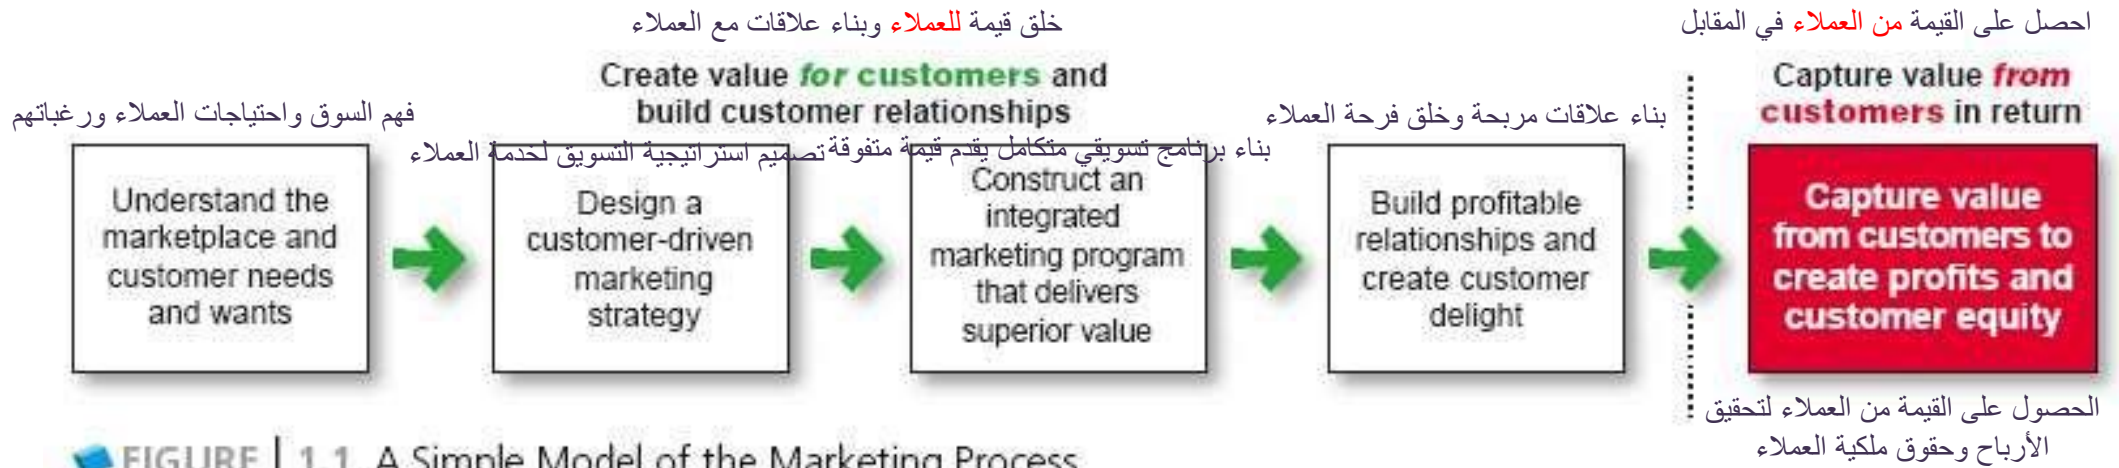 خلق قيمة للعملاء وبناء علاقات مع العملاء
احصل على القيمة من العملاء في المقابل
Create value for customers and
build customer relationships
Capture value from
customers in return
فهم السوق واحتياجات العملاء ورغباتهم
تصميم استراتيجية التسويق لخدمة العملاء
بناء برنامج تسويقي متكامل يقدم قيمة متفوقة
بناء علاقات مربحة وخلق فرحة العملاء
Understand the
marketplace and
customer needs
and wants
Design a
customer-driven
marketing
strategy
Construct an
integrated
marketing program
that delivers
superior value
Build profitable
relationships and
create customer
delight
Capture value
from customers to
create profits and
customer equity
الحصول على القيمة من العملاء لتحقيق
الأرباح وحقوق ملكية العملاء
FIGURE | 1.1 A Simple Model of the Marketing Process